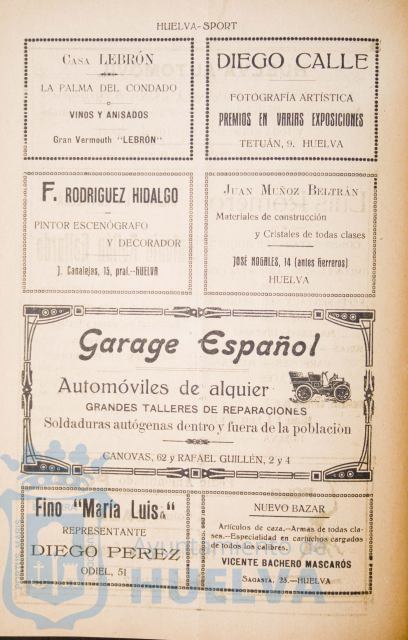 HUELVA-SPORT
CASA LEBRÓN
LA PALMA DEL CONDADO
VINOS Y ANISADOS
Gran Vermouth "LEBRÓN"
DIEGO CALLE
FOTOGRAFÍA ARTÍSTICA
PREMIOS EN VARIAS EXPOSICIONES
TETUÁN, 9. HUELVA
F. RODRIGUEZ HIDALGO
PINTOR ESCENÓGRAFO
Y DECORADOR
J. Canalejas, 15, pral.--HUELVA
JUAN MUÑOZ BELTRÁN
Materiales de construcción
y Cristales de todas clases
JOSÉ NOGALES, 14 (antes Herreros)
HUELVA
Garage Español
Automóviles de alquier
GRANDES TALLERES DE REPARACIONES
Soldaduras autógenas dentro y fuera de la población
CANOVAS, 62 y RAFAEL GUILLÉN, 2 y 4
Fino "María Luisa"
REPRESENTANTE
DIEGO PEREZ
ODIEL, 51
NUEVO BAZAR
Artículos de caza.--Armas de todas cla-
ses.--Especialidad en cartuchos cargados
de todos los calibres.
VICENTE BACHERO MASCARÓS
SAGASTA, 23.--HUELVA
Ayuntamiento de
HUELVA